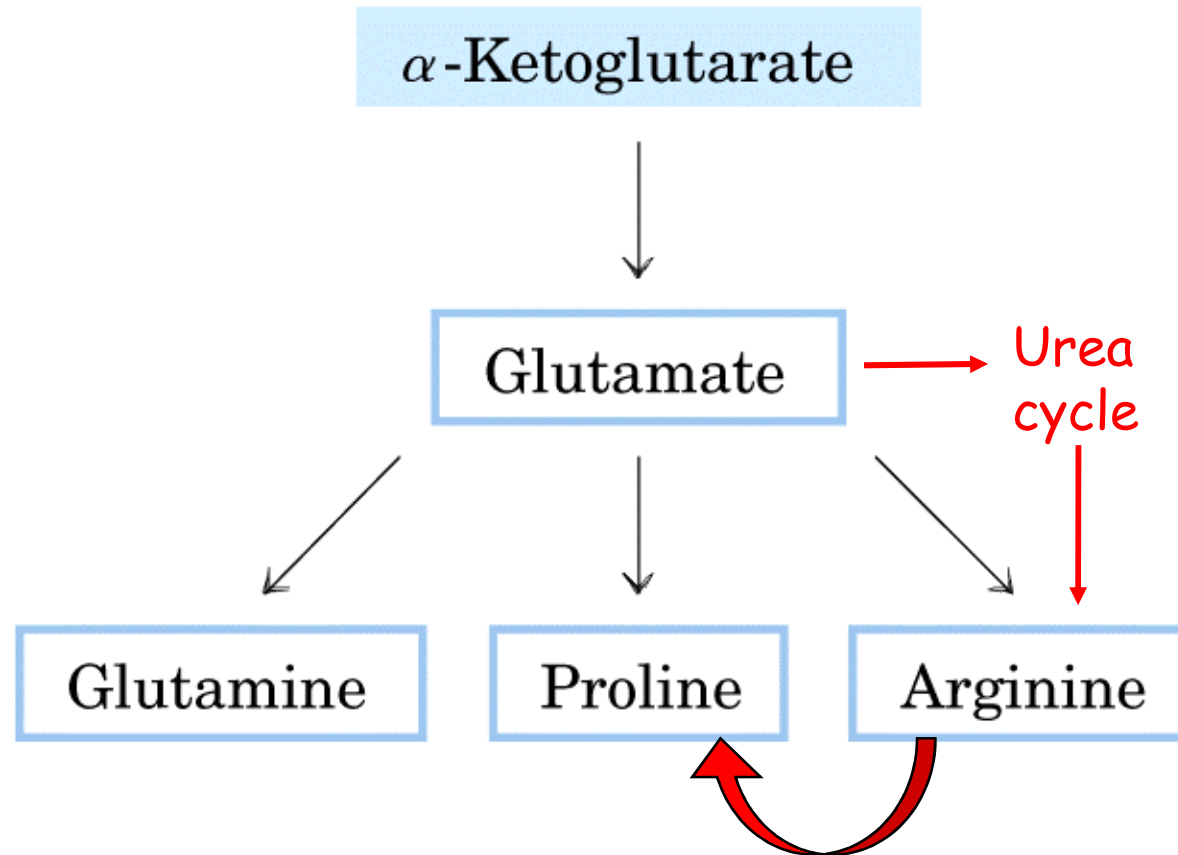 α-Ketoglutarate
Glutamate
Urea
cycle
Glutamine
Proline
Arginine